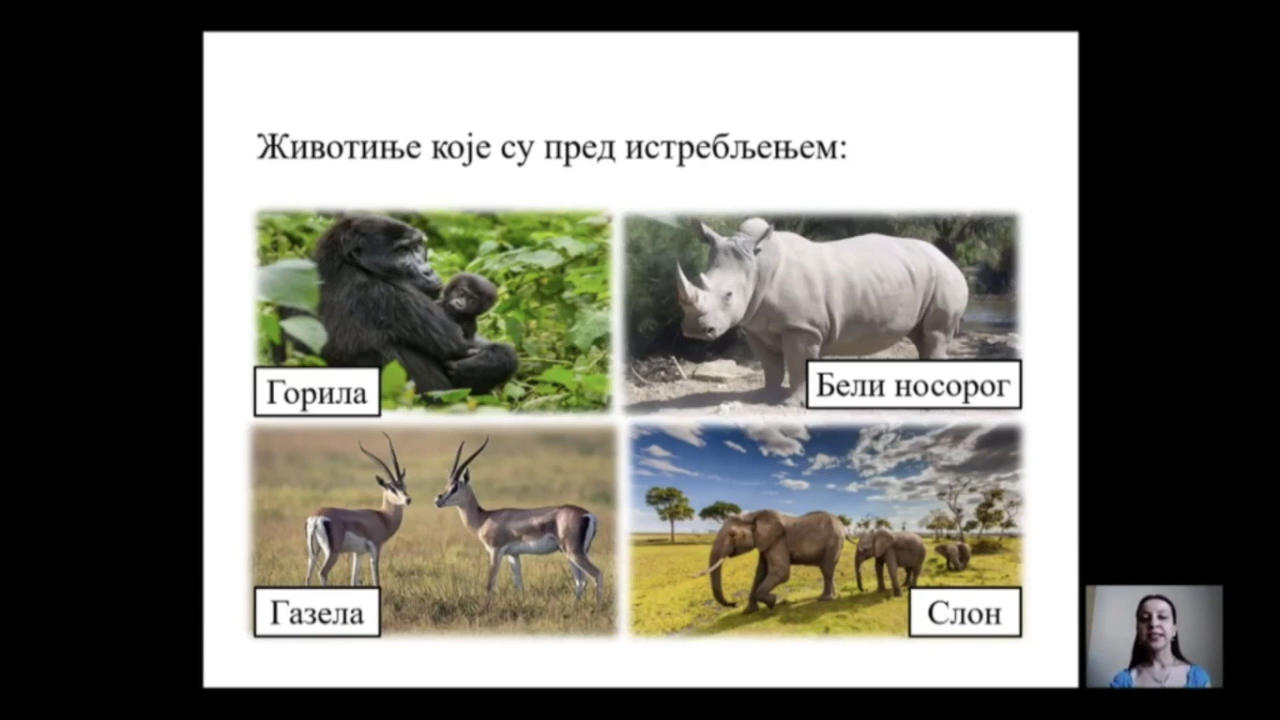 Животиње које су пред истребљењем:
Горила
Бели носорог
Газела
Слон